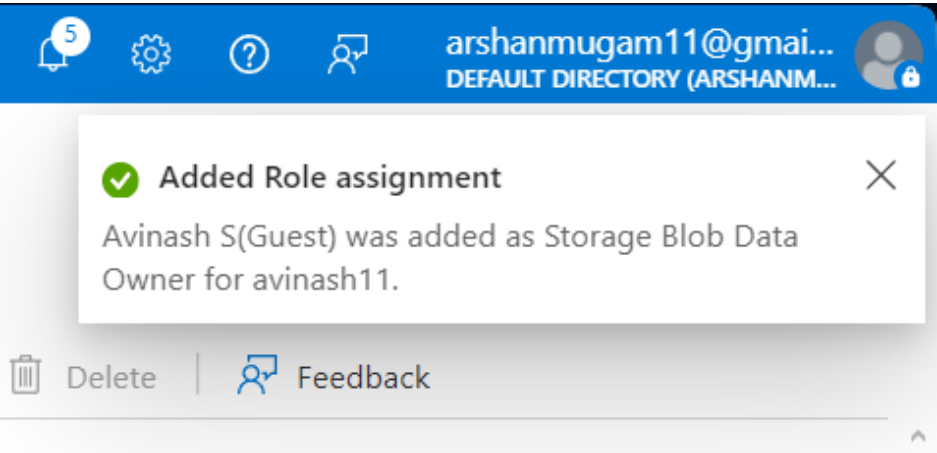 5
arshanmugam11@gmai...
DEFAULT DIRECTORY (ARSHANM...
Added Role assignment
Avinash S(Guest) was added as Storage Blob Data
Owner for avinash11.
Delete
Feedback